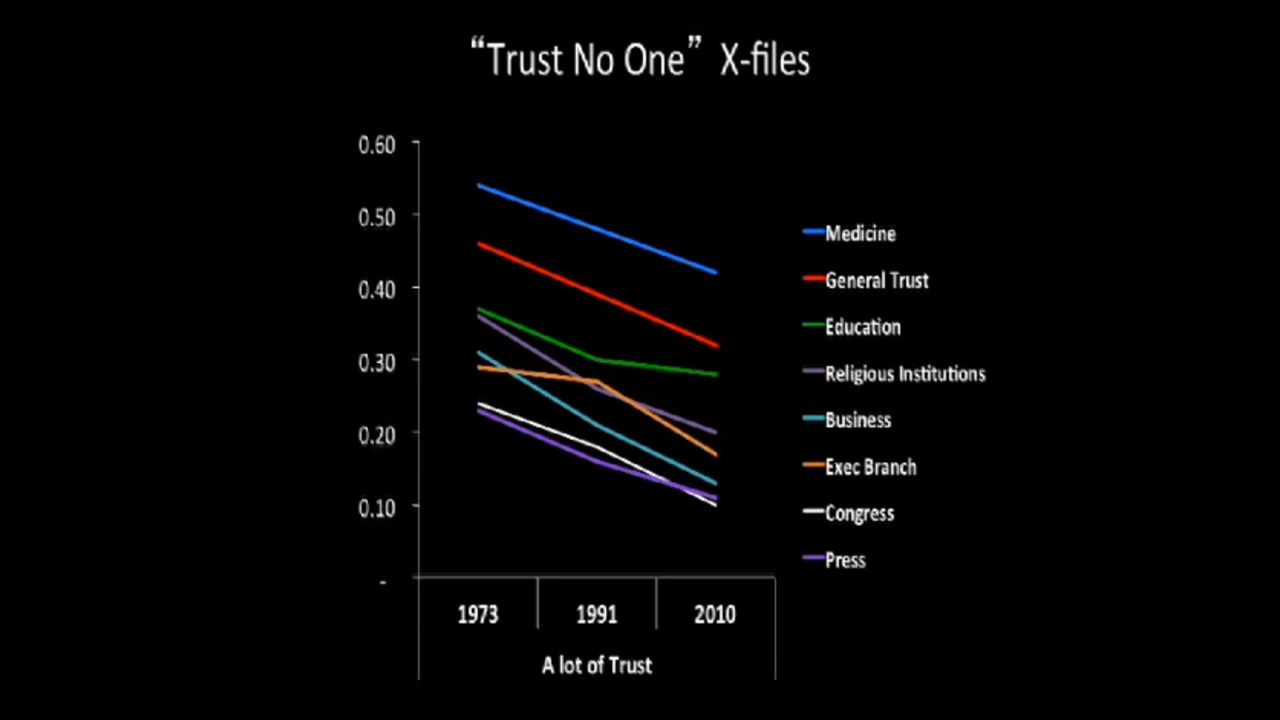 “Trust No One” X-files
0.60
0.50
0.40
0.30
0.20
0.10
-
Medicine
General Trust
Education
Religious Institutions
Business
Exec Branch
Congress
Press
1973 1991 2010
A lot of Trust